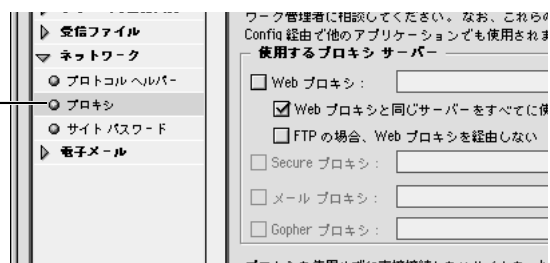 受信ファイル
ネットワーク
プロトコル ヘルパー
プロキシ
サイト パスワード
電子メール
ワーク管理者に相談してください。なお、これらの
Config 経由で他のアプリケーションでも使用されま
使用するプロキシ サーバー
Web プロキシ：
Web プロキシと同じサーバーをすべてに使
FTP の場合、Web プロキシを経由しない
Secure プロキシ：
メール プロキシ：
Gopher プロキシ：